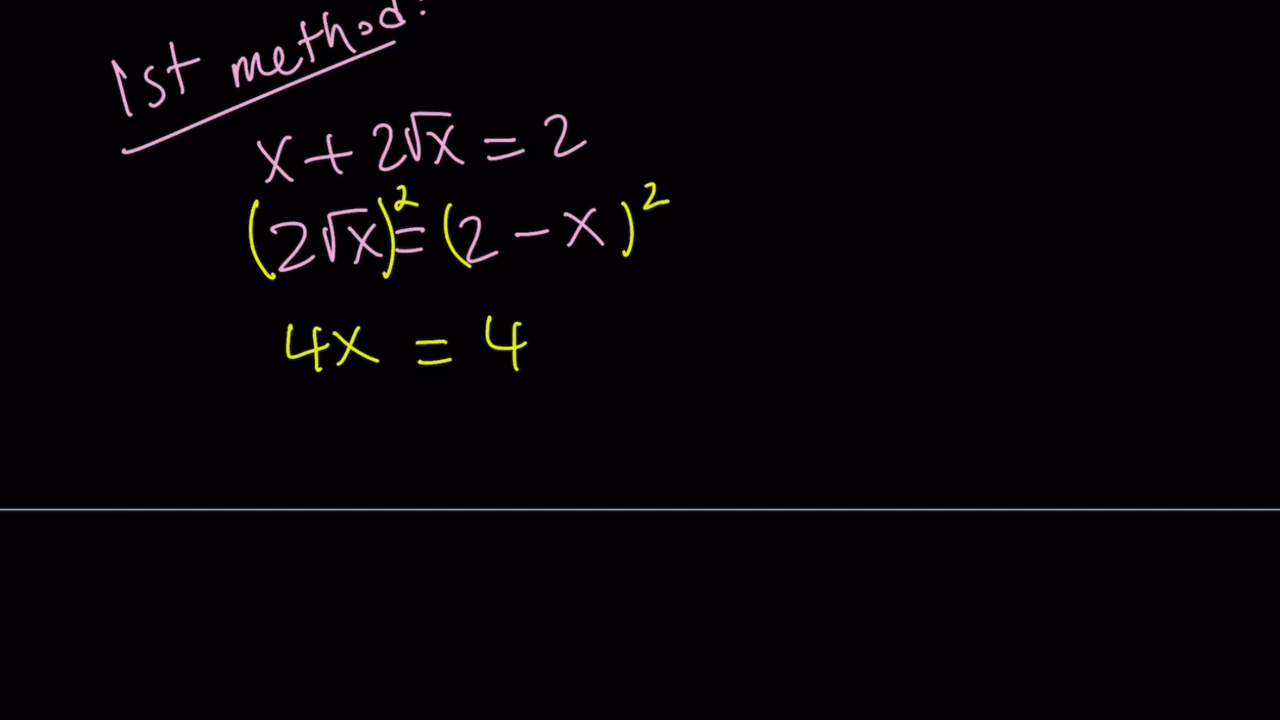 1st method:
x + 2√x = 2
(2√x)² = (2 - x)²
4x = 4